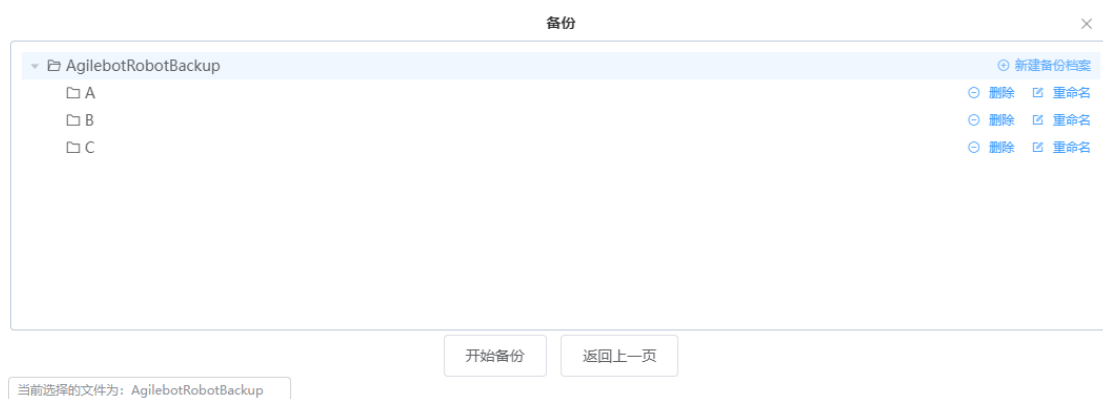 备份
AgilebotRobotBackup 新建备份档案
A 删除 重命名
B 删除 重命名
C 删除 重命名
开始备份 返回上一页
当前选择的文件为：AgilebotRobotBackup